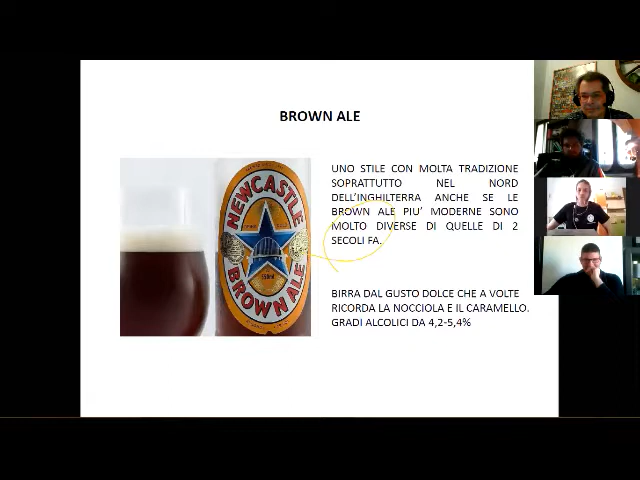 BROWN ALE
UNO STILE CON MOLTA TRADIZIONE
SOPRATTUTTO NEL NORD
DELL'INGHILTERRA ANCHE SE LE
BROWN ALE PIU' MODERNE SONO
MOLTO DIVERSE DI QUELLE DI 2
SECOLI FA.
NEWCASTLE
BROWN ALE
550ml
BIRRA DAL GUSTO DOLCE CHE A VOLTE
RICORDA LA NOCCIOLA E IL CARAMELLO.
GRADI ALCOLICI DA 4,2-5,4%